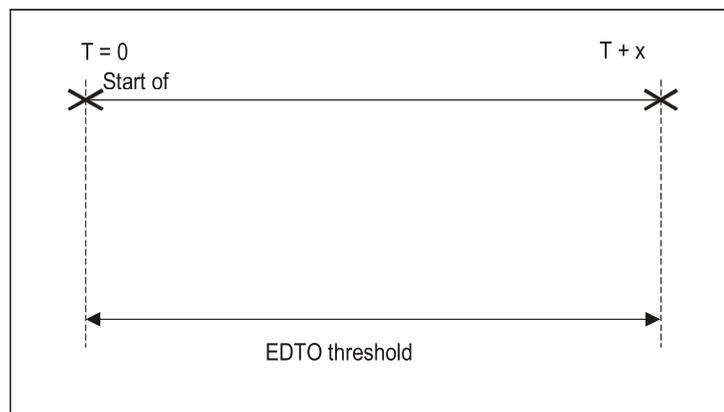 T = 0
T + x
Start of
EDTO threshold